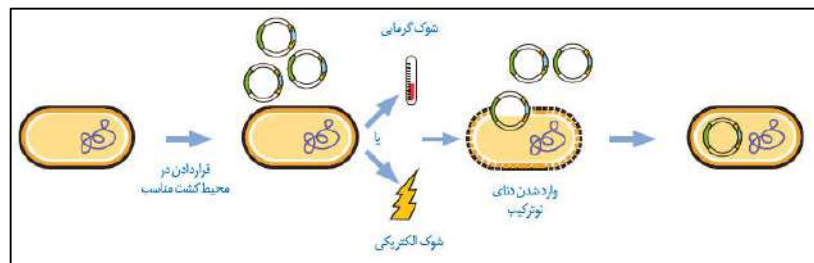 شوک گرمایی
یا
قراردادن در
محیط کشت مناسب
وارد شدن دنای
نوترکیب
شوک الکتریکی